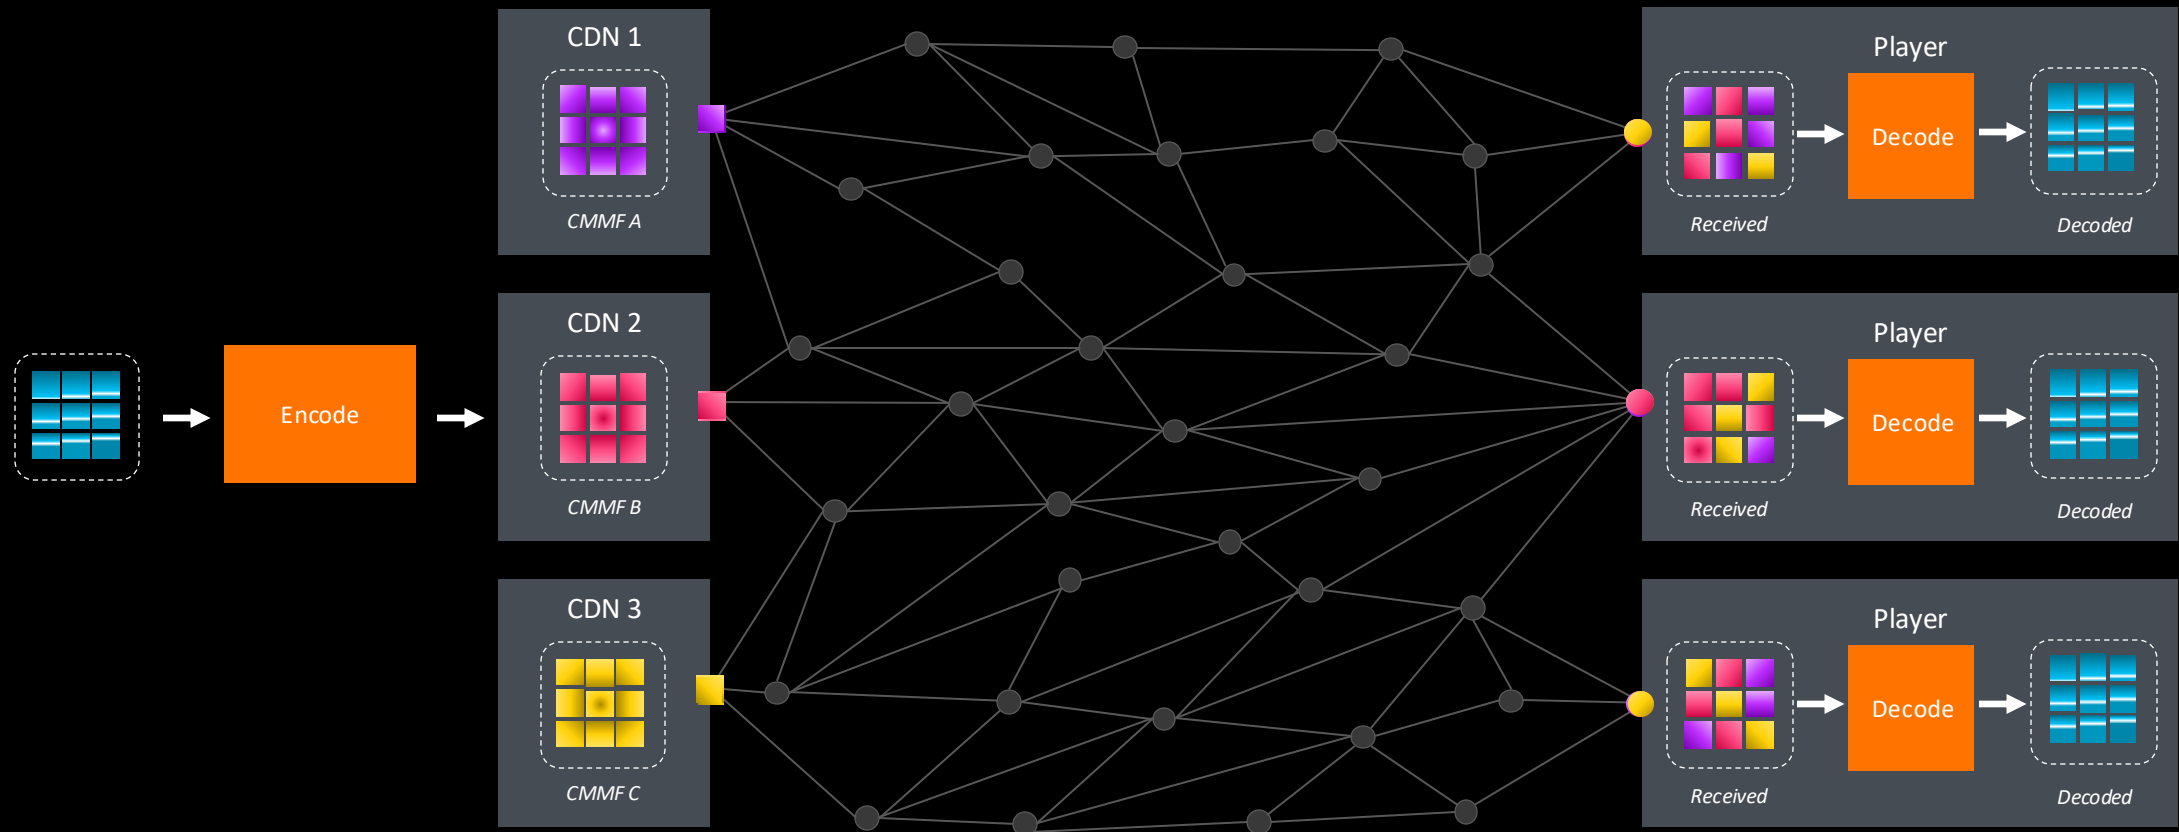 Encode
CDN 1
CMMF A
CDN 2
CMMF B
CDN 3
CMMF C
Player
Received
Decode
Decoded
Player
Received
Decode
Decoded
Player
Received
Decode
Decoded